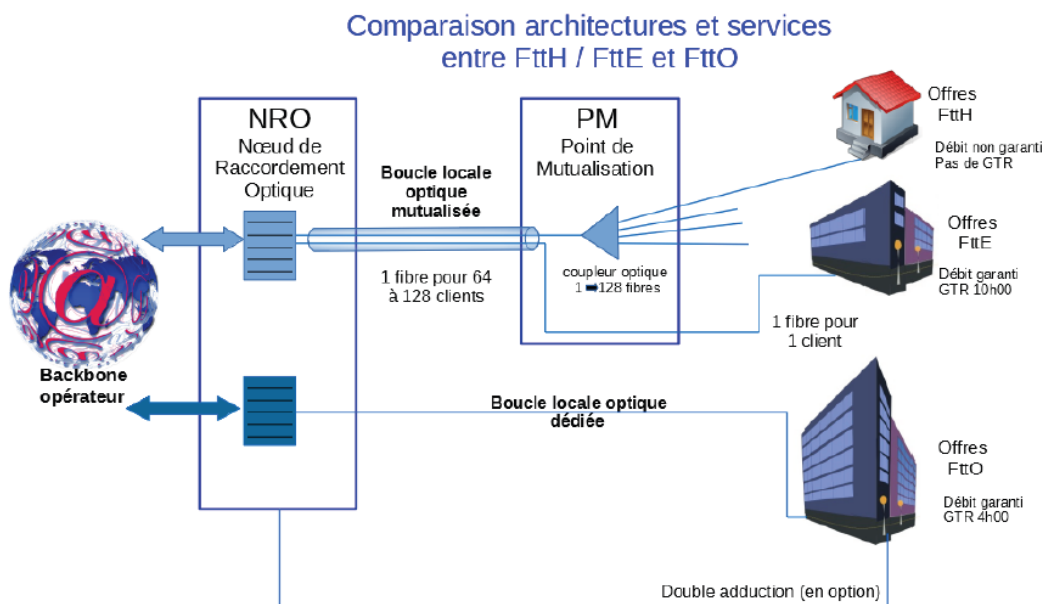 Comparaison architectures et services
entre FttH / FttE et FttO
NRO
Nœud de
Raccordement
Optique
Boucle locale
optique
mutualisée
1 fibre pour 64
à 128 clients
PM
Point de
Mutualisation
coupleur optique
1 ➡128 fibres
Offres
FttH
Débit non garanti
Pas de GTR
Offres
FttE
Débit garanti
GTR 10h00
1 fibre pour
1 client
@
Backbone
opérateur
Boucle locale optique
dédiée
Offres
FttO
Débit garanti
GTR 4h00
Double adduction (en option)